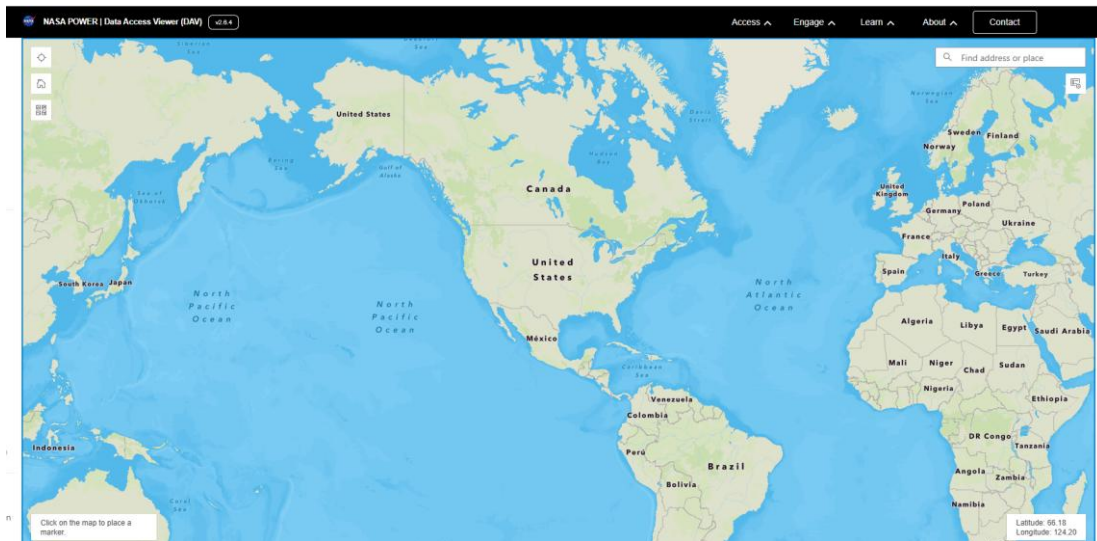 NASA POWER | Data Access Viewer (DAV) v2.6.4 Access Engage Learn About Contact
Find address or place
Siberian
Sea
United States
Davis
Strait
Norwegian
Sea
Sweden Finland
Norway
Bering
Sea
Gulf of
Alaska
Hudson
Bay
Canada
Sea of
Okhotsk
United
Kingdom
Poland
Germany
Ukraine
France
Italy
Spain
Greece
Turkey
United
States
South Korea Japan
North
Pacific
Ocean
North
Pacific
Ocean
North
Atlantic
Ocean
Algeria
Libya
Egypt
Saudi Arabia
México
Mali
Niger
Chad
Sudan
Caribbean
Sea
Nigeria
Ethiopia
Venezuela
Colombia
DR Congo
Tanzania
Indonesia
Perú
Brazil
Bolivia
Angola
Zambia
Coral
Sea
Namibia
Click on the map to place a
marker.
Latitude: 66.18
Longitude: 124.20